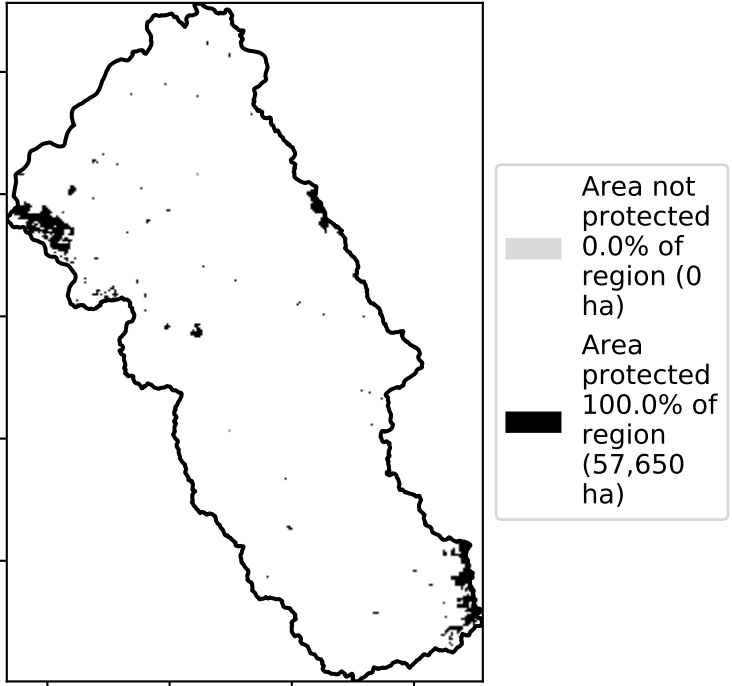 Area not
protected
0.0% of
region (0
ha)
Area
protected
100.0% of
region
(57,650
ha)